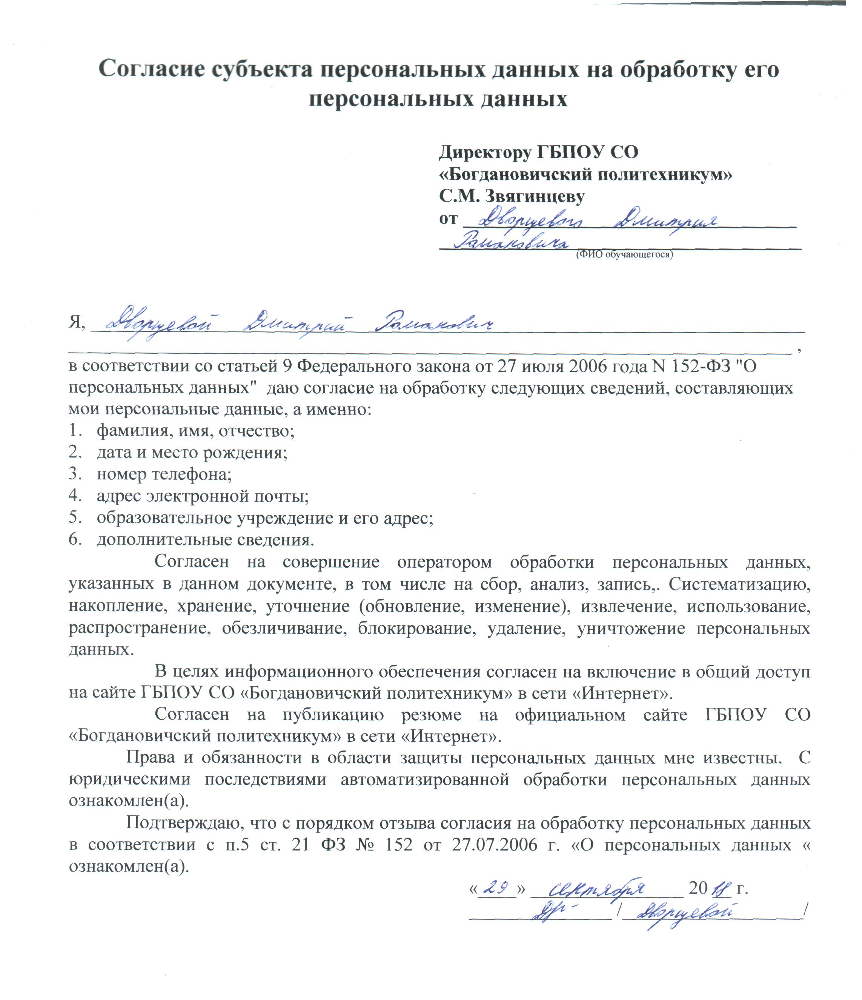 Согласие субъекта персональных данных на обработку его
персональных данных
Директору ГБПОУ СО
«Богдановичский политехникум»
С.М. Звягинцеву
от Дворцевого Дмитрия
Романовича
(ФИО обучающегося)
Я, Дворцевой Дмитрий Романович
,
в соответствии со статьей 9 Федерального закона от 27 июля 2006 года N 152-ФЗ "О
персональных данных" даю согласие на обработку следующих сведений, составляющих
мои персональные данные, а именно:
1. фамилия, имя, отчество;
2. дата и место рождения;
3. номер телефона;
4. адрес электронной почты;
5. образовательное учреждение и его адрес;
6. дополнительные сведения.
Согласен на совершение оператором обработки персональных данных,
указанных в данном документе, в том числе на сбор, анализ, запись,. Систематизацию,
накопление, хранение, уточнение (обновление, изменение), извлечение, использование,
распространение, обезличивание, блокирование, удаление, уничтожение персональных
данных.
В целях информационного обеспечения согласен на включение в общий доступ
на сайте ГБПОУ СО «Богдановичский политехникум» в сети «Интернет».
Согласен на публикацию резюме на официальном сайте ГБПОУ СО
«Богдановичский политехникум» в сети «Интернет».
Права и обязанности в области защиты персональных данных мне известны. С
юридическими последствиями автоматизированной обработки персональных данных
ознакомлен(а).
Подтверждаю, что с порядком отзыва согласия на обработку персональных данных
в соответствии с п.5 ст. 21 ФЗ № 152 от 27.07.2006 г. «О персональных данных «
ознакомлен(а).
«29» сентября 2018 г.
/ Дворцевой /